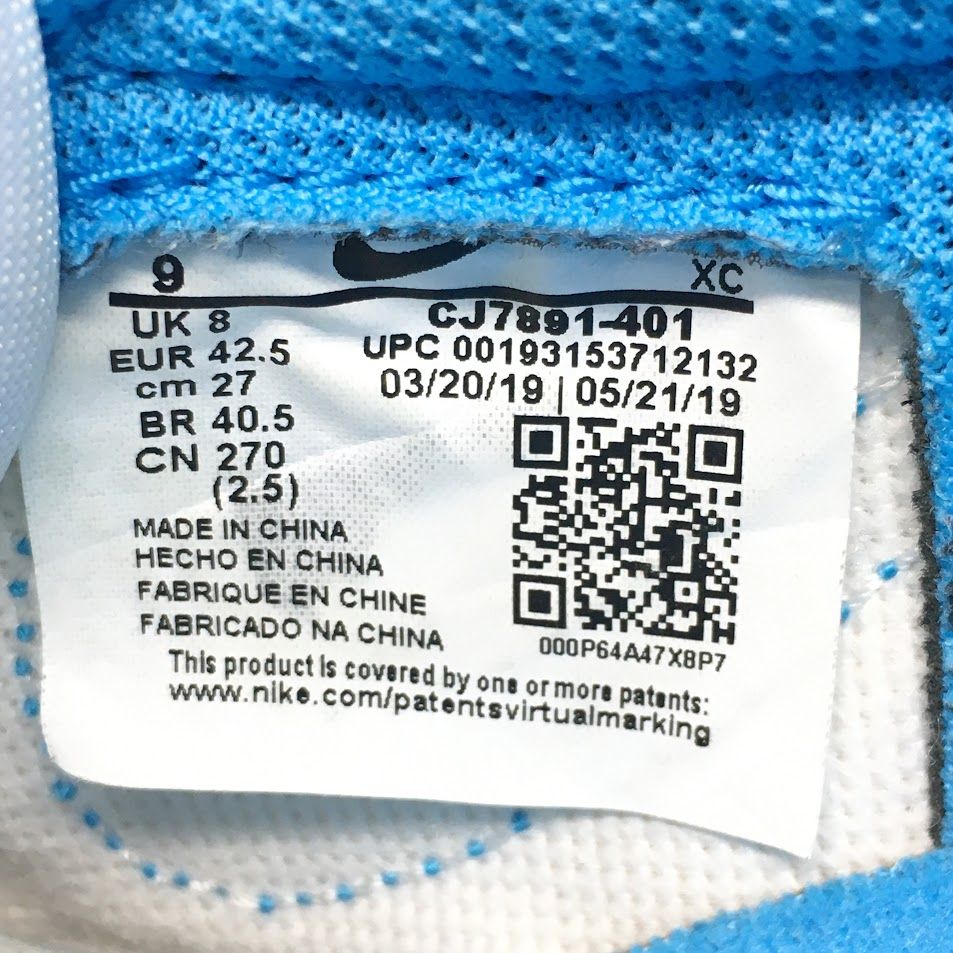 9 XC
UK 8 CJ7891-401
EUR 42.5 UPC 00193153712132
cm 27 03/20/19 | 05/21/19
BR 40.5
CN 270
(2.5)
MADE IN CHINA
HECHO EN CHINA
FABRIQUE EN CHINE
FABRICADO NA CHINA
000P64A47X8P7
This product is covered by one or more patents:
www.nike.com/patentsvirtualmarking